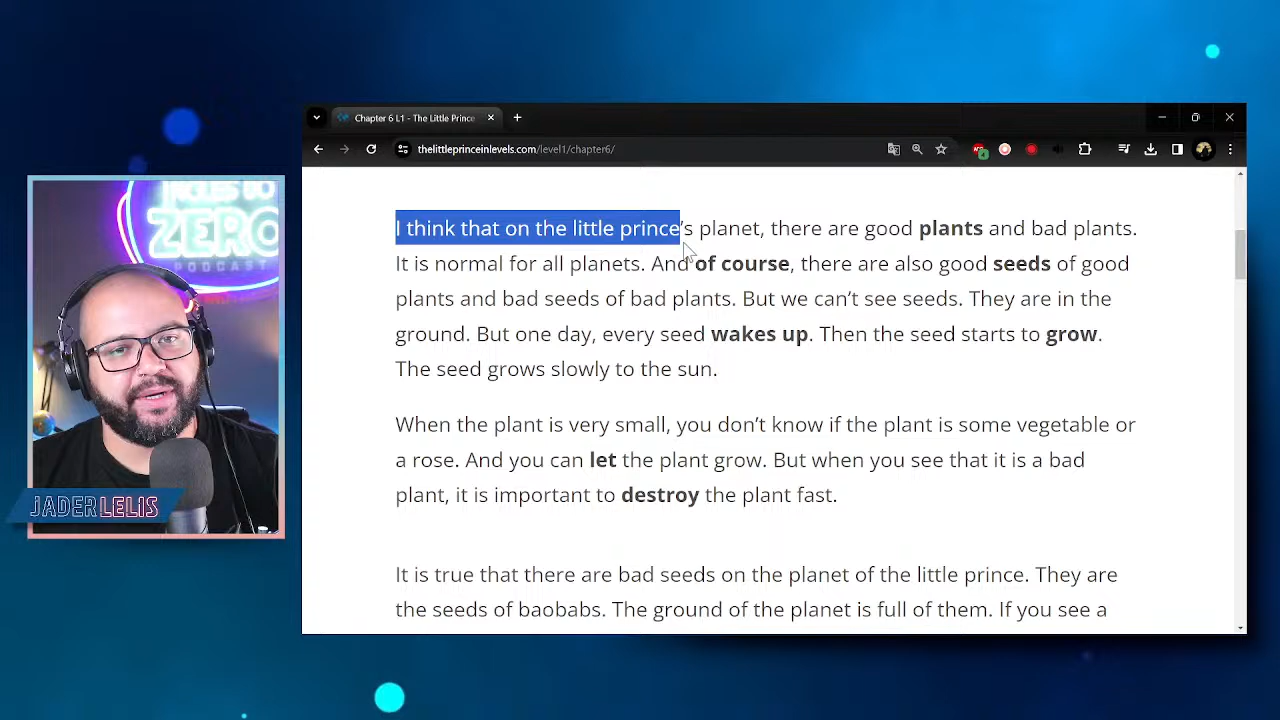 Chapter 6 L1 - The Little Prince
thelittleprinceinlevels.com/level1/chapter6/
4
I think that on the little prince's planet, there are good plants and bad plants.
It is normal for all planets. And of course, there are also good seeds of good
plants and bad seeds of bad plants. But we can't see seeds. They are in the
ground. But one day, every seed wakes up. Then the seed starts to grow.
The seed grows slowly to the sun.
When the plant is very small, you don't know if the plant is some vegetable or
a rose. And you can let the plant grow. But when you see that it is a bad
plant, it is important to destroy the plant fast.
It is true that there are bad seeds on the planet of the little prince. They are
the seeds of baobabs. The ground of the planet is full of them. If you see a
ZERO
PODCAST
JADERLELIS